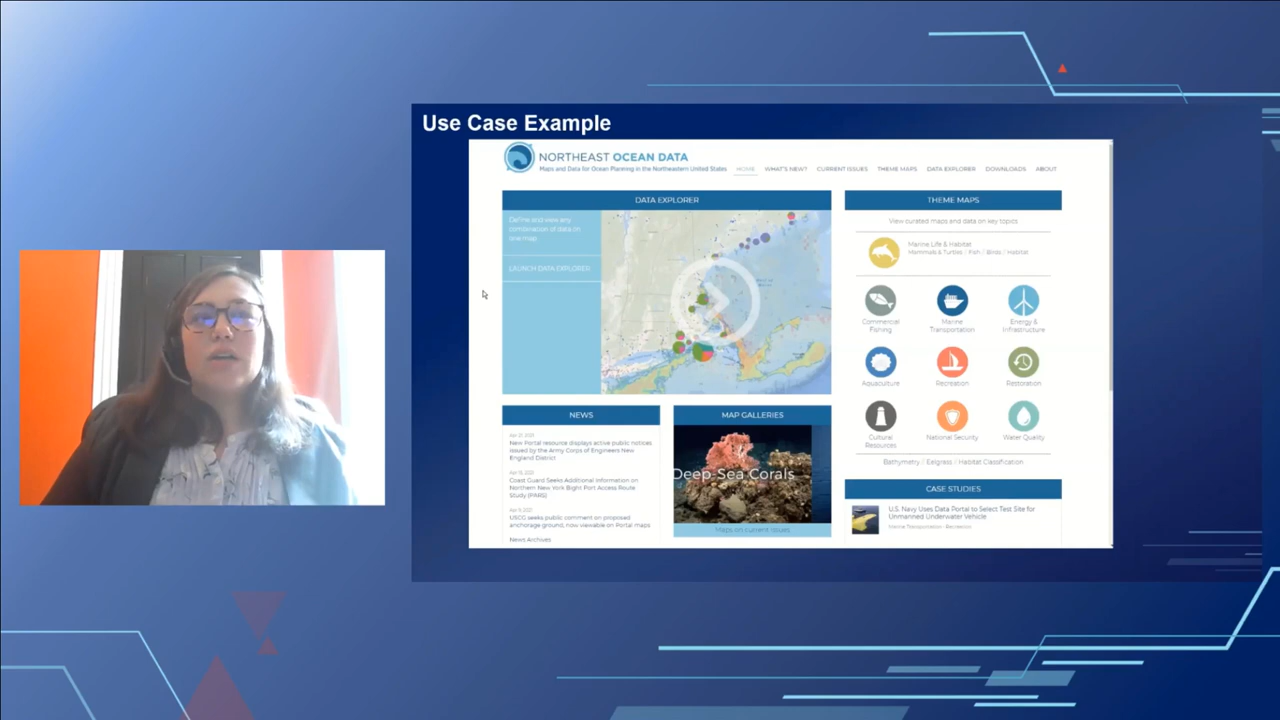 Use Case Example
NORTHEAST OCEAN DATA
Maps and Data for Ocean Planning in the Northeastern United States
HOME WHAT'S NEW? CURRENT ISSUES THEME MAPS DATA EXPLORER DOWNLOADS ABOUT
DATA EXPLORER
Define and view any
combination of data on
one map.
LAUNCH DATA EXPLORER
THEME MAPS
View curated maps and data on key topics
Marine Life & Habitat
Mammals & Turtles / Fish / Birds / Habitat
Commercial
Fishing
Marine
Transportation
Energy &
Infrastructure
Aquaculture
Recreation
Restoration
Cultural
Resources
National Security
Water Quality
Bathymetry / Eelgrass / Habitat Classification
NEWS
Apr 21, 2021
New Portal resource displays active public notices
issued by the Army Corps of Engineers New
England District
Coast Guard Seeks Additional Information on
Northern New York Bight Port Access Route
Study (PARS)
USCG seeks public comment on proposed
anchorage ground, now viewable on Portal maps
News Archives
MAP GALLERIES
Deep Sea Corals
Maps on current issues
CASE STUDIES
U.S. Navy Uses Data Portal to Select Test Site for
Unmanned Underwater Vehicle
Marine Transportation • Recreation